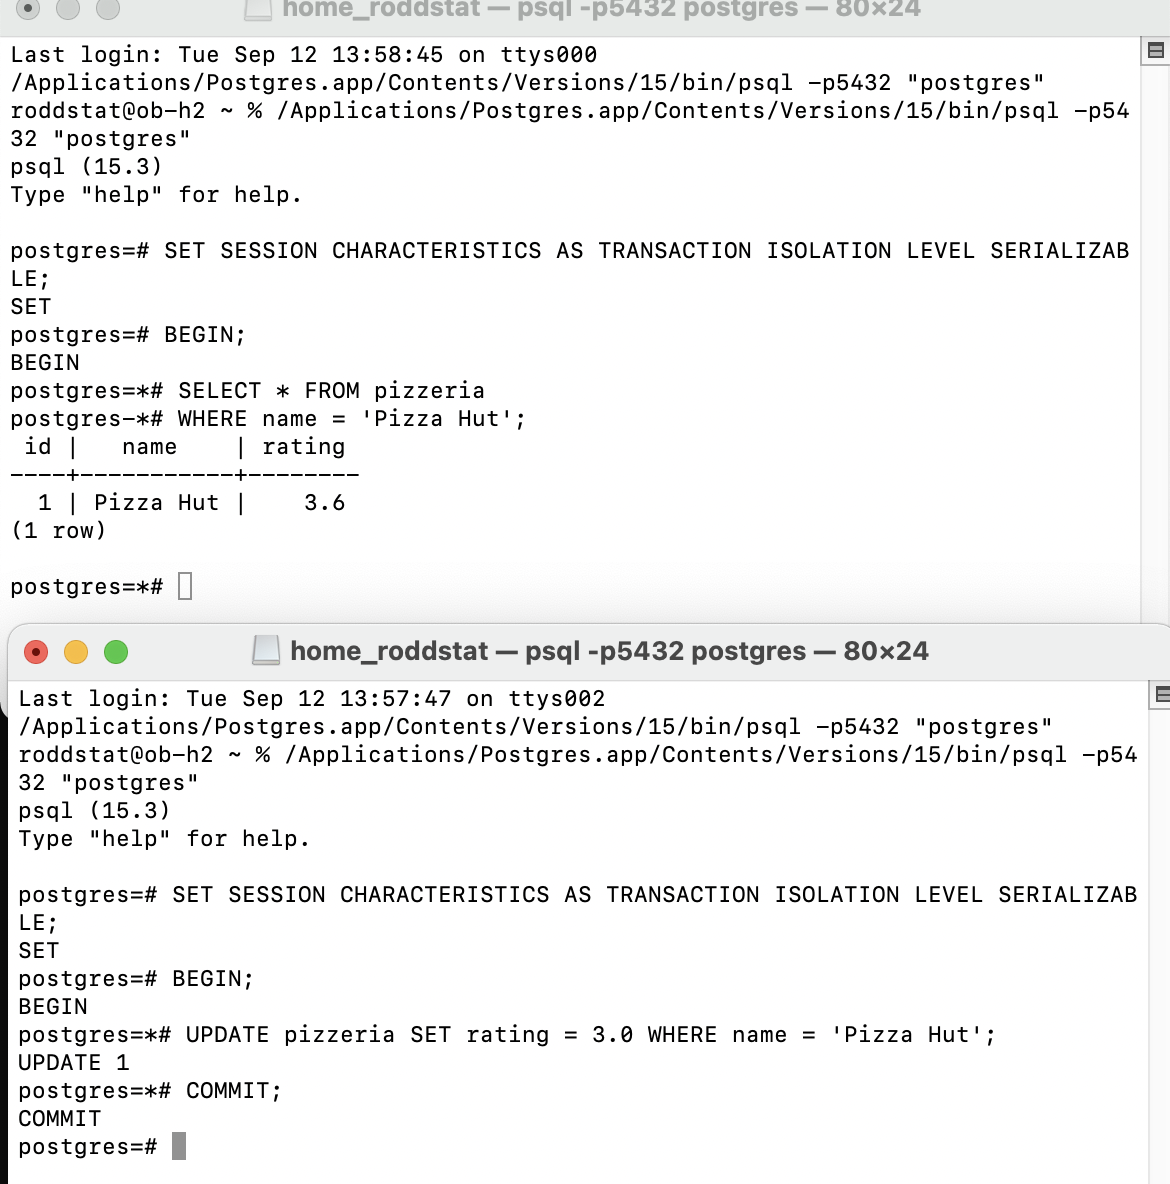 home_roddstat — psql -p5432 postgres — 80×24
Last login: Tue Sep 12 13:58:45 on ttys000
/Applications/Postgres.app/Contents/Versions/15/bin/psql -p5432 "postgres"
roddstat@ob-h2 ~ % /Applications/Postgres.app/Contents/Versions/15/bin/psql -p54
32 "postgres"
psql (15.3)
Type "help" for help.

postgres=# SET SESSION CHARACTERISTICS AS TRANSACTION ISOLATION LEVEL SERIALIZAB
LE;
SET
postgres=# BEGIN;
BEGIN
postgres=*# SELECT * FROM pizzeria
postgres-*# WHERE name = 'Pizza Hut';
 id |   name    | rating
----+-----------+--------
  1 | Pizza Hut |    3.6
(1 row)

postgres=*#
home_roddstat — psql -p5432 postgres — 80×24
Last login: Tue Sep 12 13:57:47 on ttys002
/Applications/Postgres.app/Contents/Versions/15/bin/psql -p5432 "postgres"
roddstat@ob-h2 ~ % /Applications/Postgres.app/Contents/Versions/15/bin/psql -p54
32 "postgres"
psql (15.3)
Type "help" for help.

postgres=# SET SESSION CHARACTERISTICS AS TRANSACTION ISOLATION LEVEL SERIALIZAB
LE;
SET
postgres=# BEGIN;
BEGIN
postgres=*# UPDATE pizzeria SET rating = 3.0 WHERE name = 'Pizza Hut';
UPDATE 1
postgres=*# COMMIT;
COMMIT
postgres=#